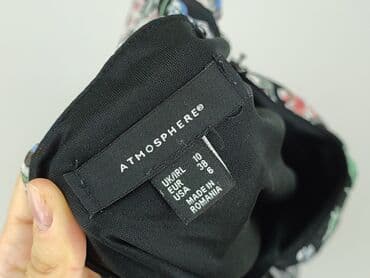 ATMOSPHERE®
UK/IRL 10
EUR 38
USA 6
MADE IN
ROMANIA